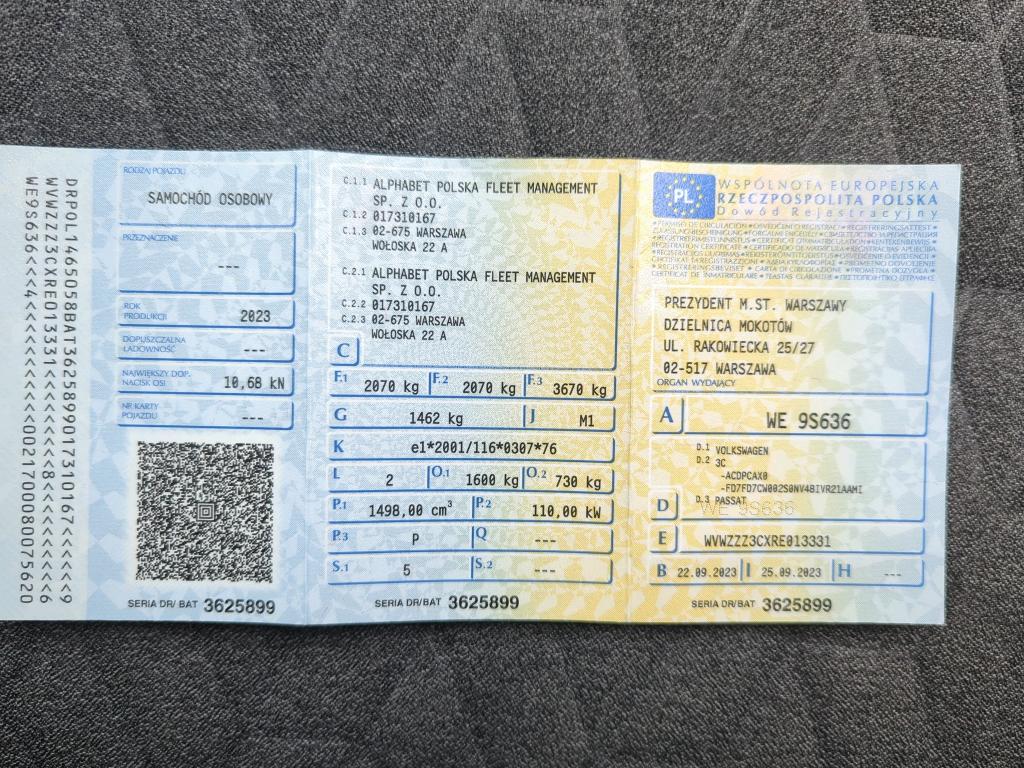 DRPOL1465058BAT362589901731016​7<<<<<9
WVWZZZ3CXRE013331<<<<<<8<<<<<<<6
WE9S636<<4<<<<<<<0021700080075620
RODZAJ POJAZDU
SAMOCHÓD OSOBOWY
PRZEZNACZENIE
---
ROK PRODUKCJI
2023
DOPUSZCZALNA ŁADOWNOŚĆ
---
NAJWIĘKSZY DOP. NACISK OSI
10,68 kN
NR KARTY POJAZDU
---
SERIA DR/BAT 3625899
C.1.1 ALPHABET POLSKA FLEET MANAGEMENT
SP. Z O.O.
C.1.2 017310167
C.1.3 02-675 WARSZAWA
WOŁOSKA 22 A
C.2.1 ALPHABET POLSKA FLEET MANAGEMENT
SP. Z O.O.
C.2.2 017310167
C.2.3 02-675 WARSZAWA
WOŁOSKA 22 A
C
F.1 2070 kg F.2 2070 kg F.3 3670 kg
G 1462 kg J M1
K e1*2001/116*0307*76
L 2 O.1 1600 kg O.2 730 kg
P.1 1498,00 cm³ P.2 110,00 kW
P.3 P Q ---
S.1 5 S.2 ---
SERIA DR/BAT 3625899
PL
WSPÓLNOTA EUROPEJSKA
RZECZPOSPOLITA POLSKA
Dowód Rejestracyjny
PREZYDENT M.ST. WARSZAWY
DZIELNICA MOKOTÓW
UL. RAKOWIECKA 25/27
02-517 WARSZAWA
ORGAN WYDAJĄCY
A WE 9S636
D.1 VOLKSWAGEN
D.2 3C
-ACDPCAX0
-FD7FD7CW002S0NV48IVR21AAMI
D.3 PASSAT
D WE 9S636
E WVWZZZ3CXRE013331
B 22.09.2023 I 25.09.2023 H ---
SERIA DR/BAT 3625899